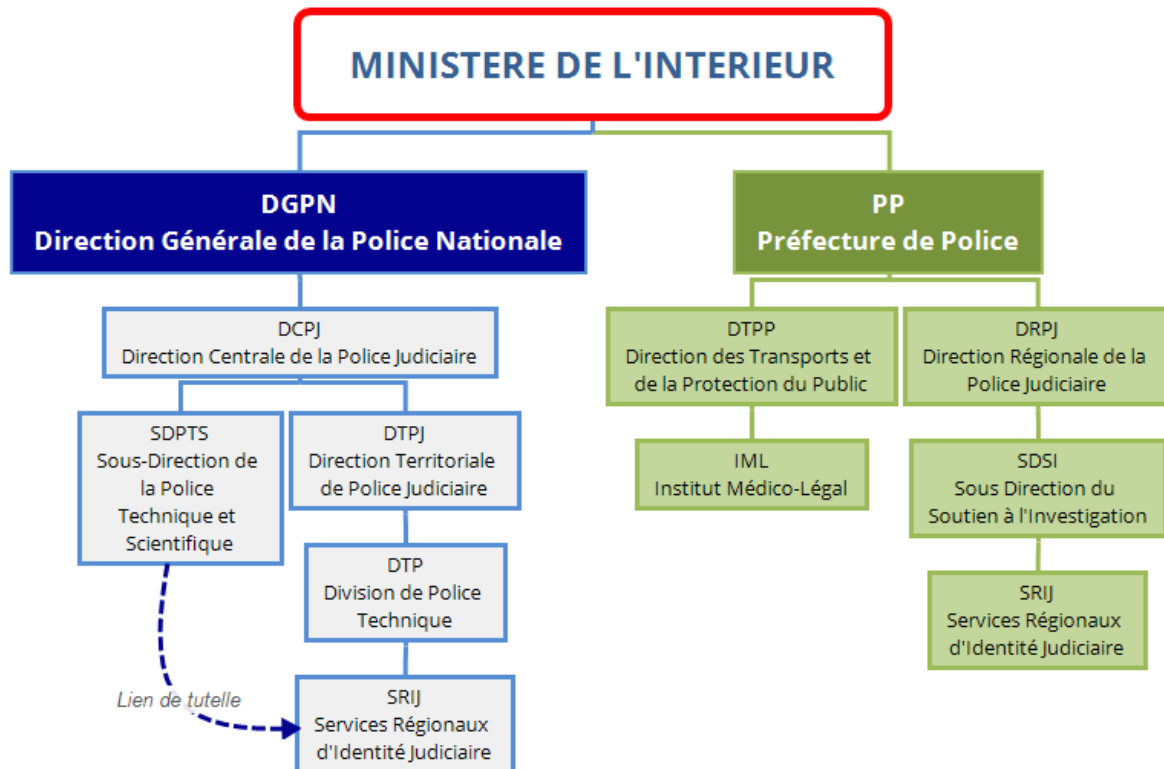 MINISTERE DE L'INTERIEUR
DGPN
Direction Générale de la Police Nationale
PP
Préfecture de Police
DCPJ
Direction Centrale de la Police Judiciaire
DTPP
Direction des Transports et
de la Protection du Public
DRPJ
Direction Régionale de la
Police Judiciaire
SDPTS
Sous-Direction de
la Police
Technique et
Scientifique
DTPJ
Direction Territoriale
de Police Judiciaire
IML
Institut Médico-Légal
SDSI
Sous Direction du
Soutien à l'Investigation
DTP
Division de Police
Technique
SRIJ
Services Régionaux
d'Identité Judiciaire
Lien de tutelle
SRIJ
Services Régionaux
d'Identité Judiciaire